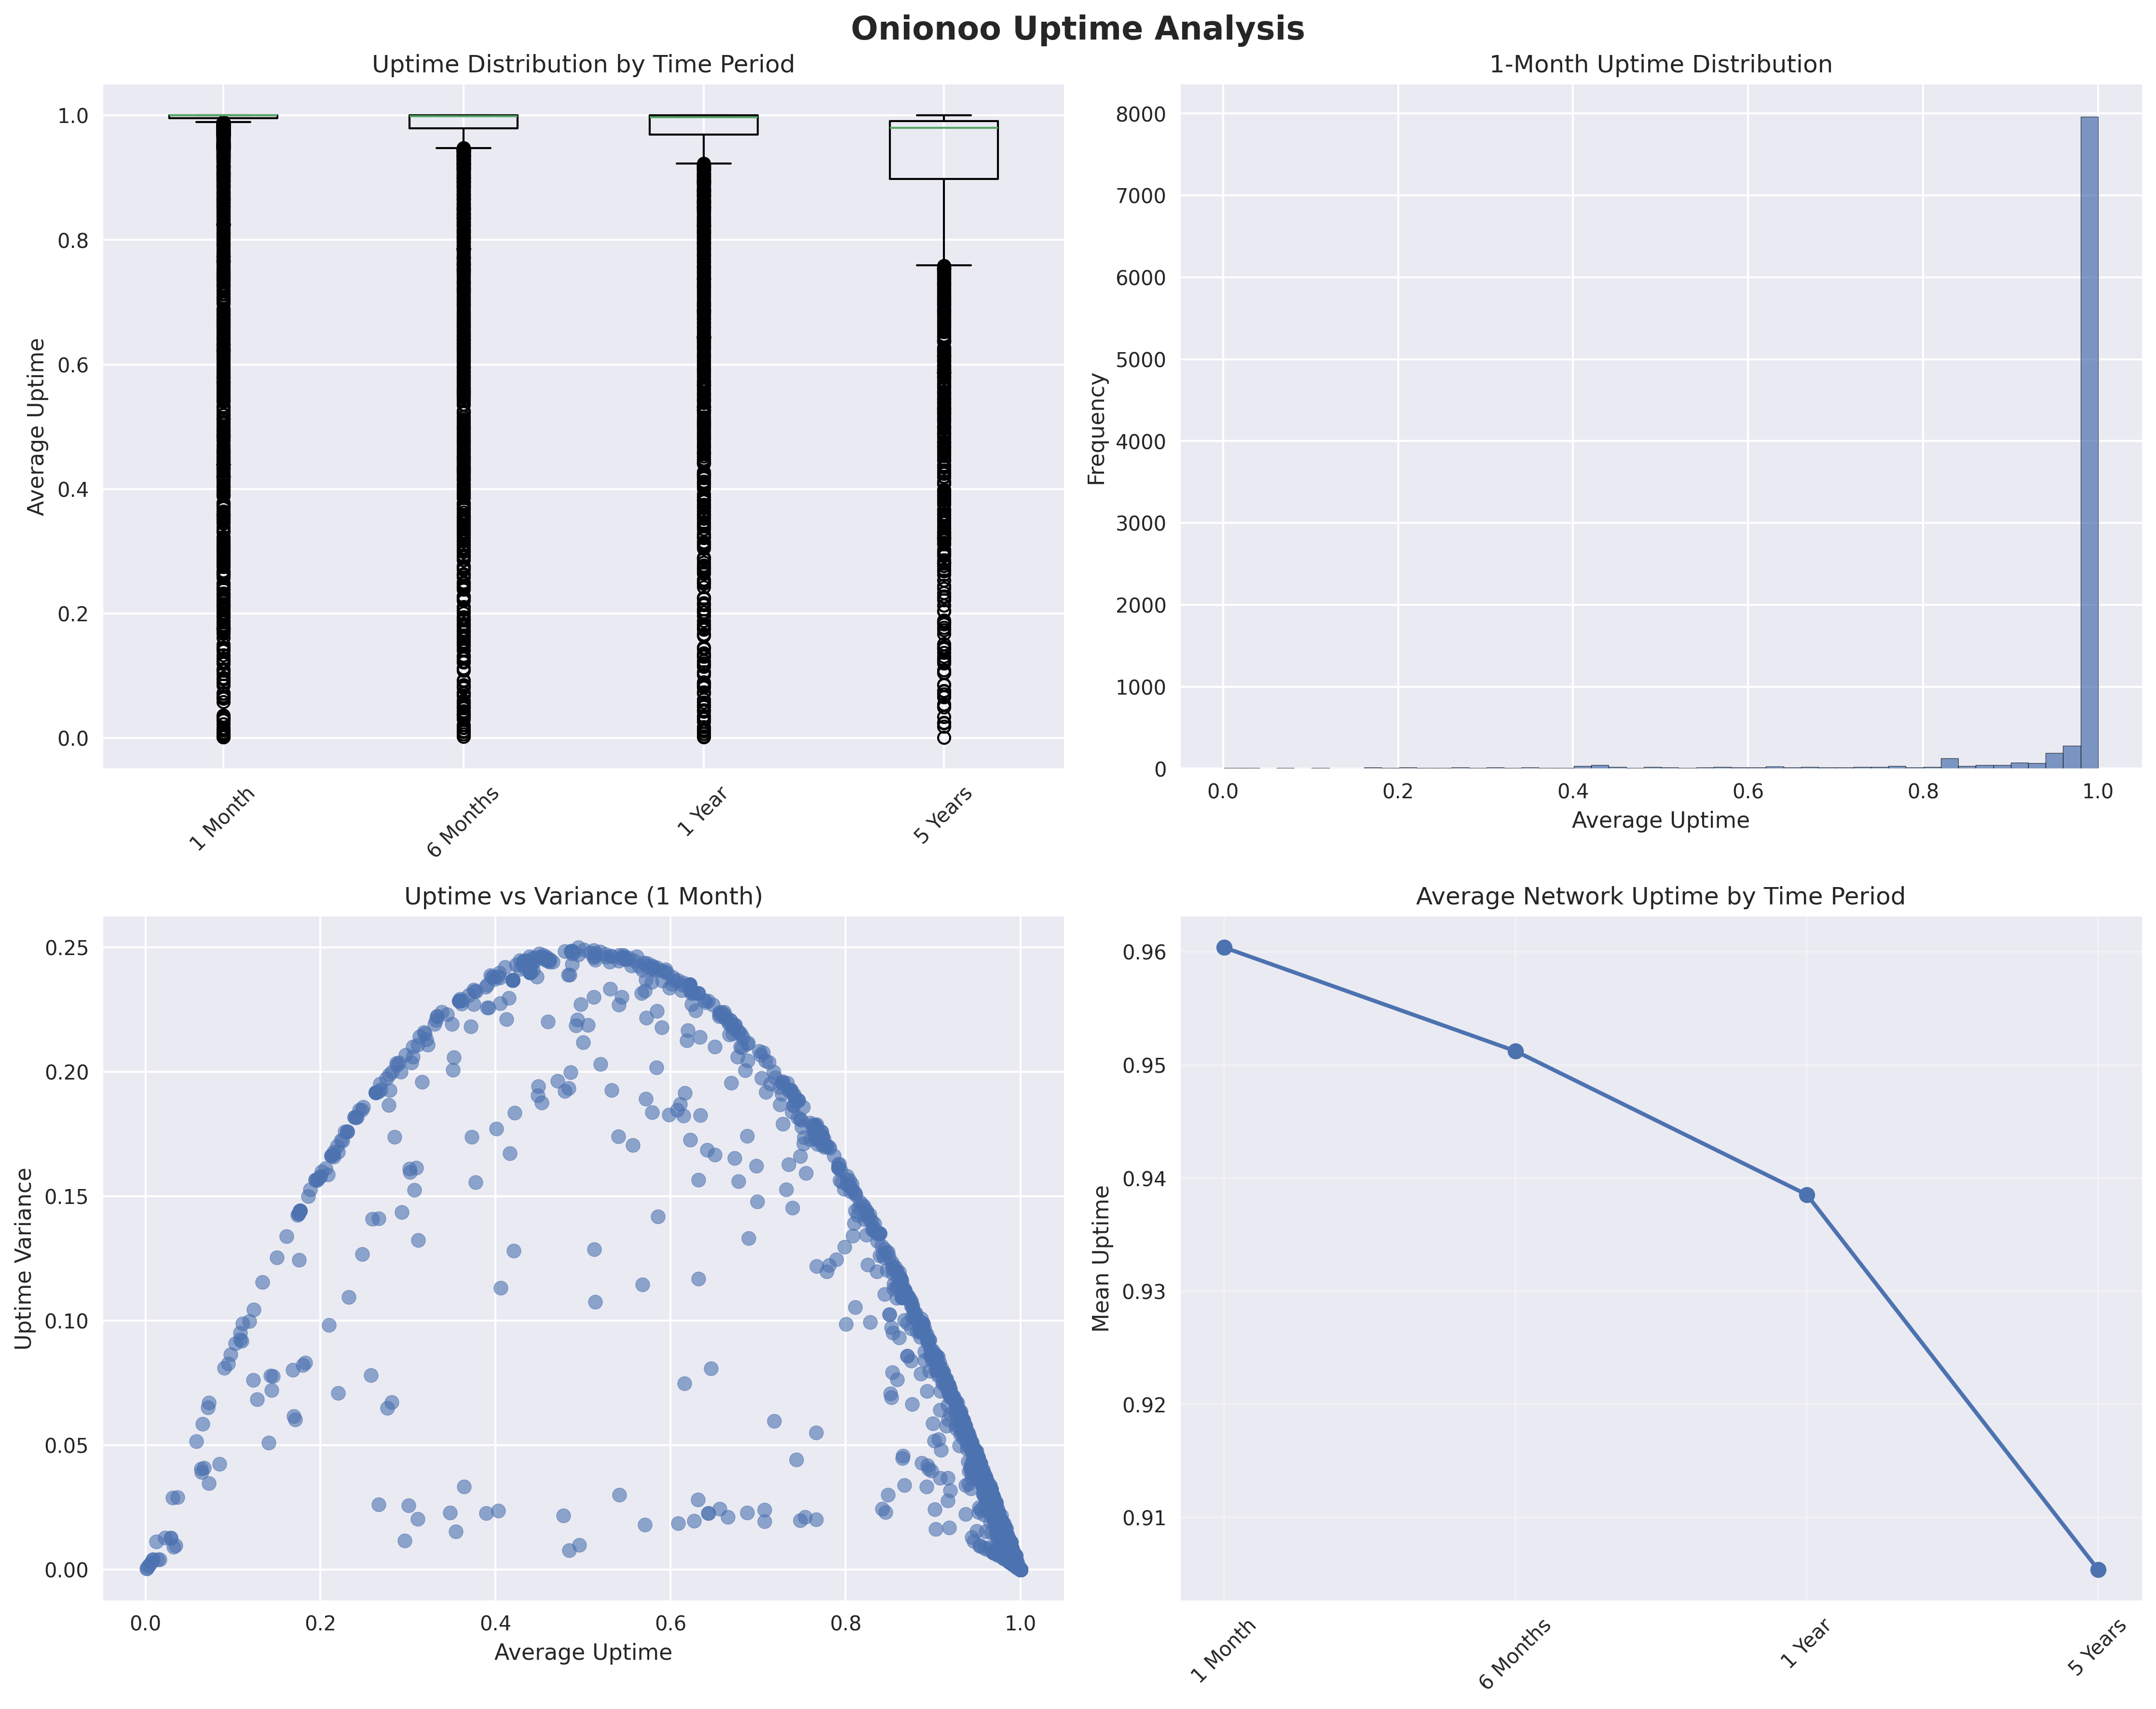 Onionoo Uptime Analysis
Uptime Distribution by Time Period
Average Uptime
1.0
0.8
0.6
0.4
0.2
0.0
1 Month
6 Months
1 Year
5 Years
1-Month Uptime Distribution
Frequency
8000
7000
6000
5000
4000
3000
2000
1000
0
0.0
0.2
0.4
0.6
0.8
1.0
Average Uptime
Uptime vs Variance (1 Month)
Uptime Variance
0.25
0.20
0.15
0.10
0.05
0.00
0.0
0.2
0.4
0.6
0.8
1.0
Average Uptime
Average Network Uptime by Time Period
Mean Uptime
0.96
0.95
0.94
0.93
0.92
0.91
1 Month
6 Months
1 Year
5 Years